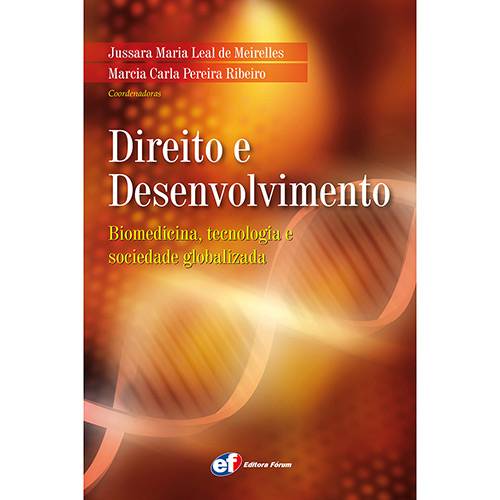 Jussara Maria Leal de Meirelles
Marcia Carla Pereira Ribeiro
Coordenadoras
Direito e
Desenvolvimento
Biomedicina, tecnologia e
sociedade globalizada
ef Editora Fórum